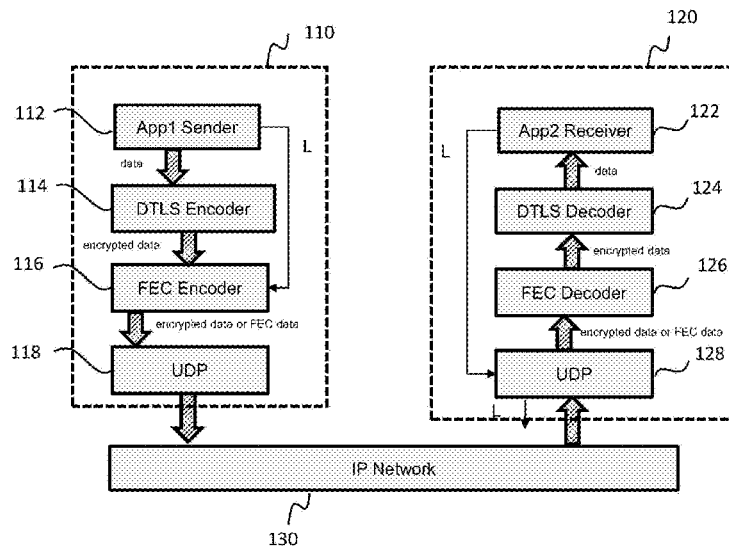 110
112
App1 Sender
L
data
114
DTLS Encoder
encrypted data
116
FEC Encoder
encrypted data or FEC data
118
UDP
120
App2 Receiver
122
L
data
DTLS Decoder
124
encrypted data
FEC Decoder
126
encrypted data or FEC data
UDP
128
L
IP Network
130